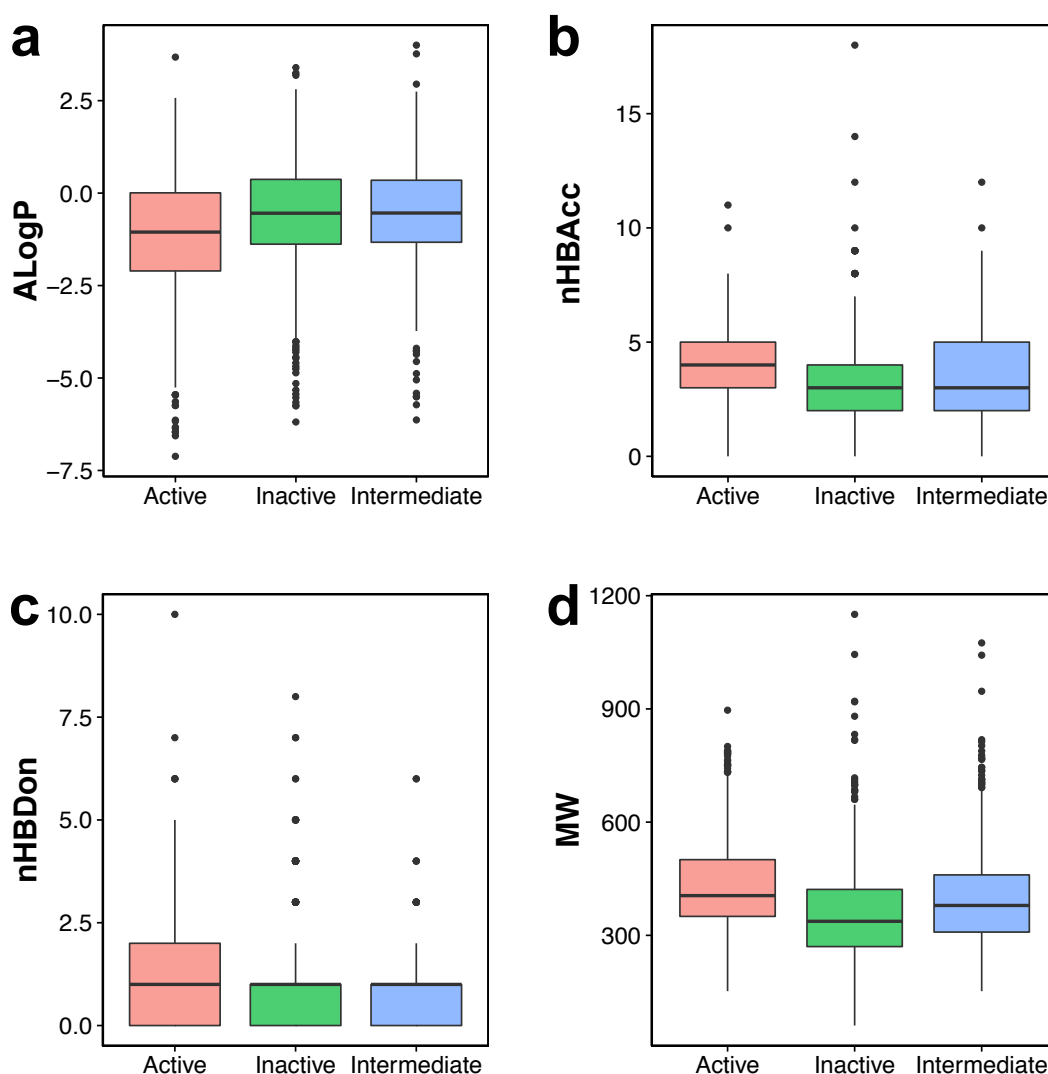 a
ALogP
2.5
0.0
−2.5
−5.0
−7.5
Active Inactive Intermediate
b
nHBAcc
15
10
5
0
Active Inactive Intermediate
c
nHBDon
10.0
7.5
5.0
2.5
0.0
Active Inactive Intermediate
d
MW
1200
900
600
300
Active Inactive Intermediate